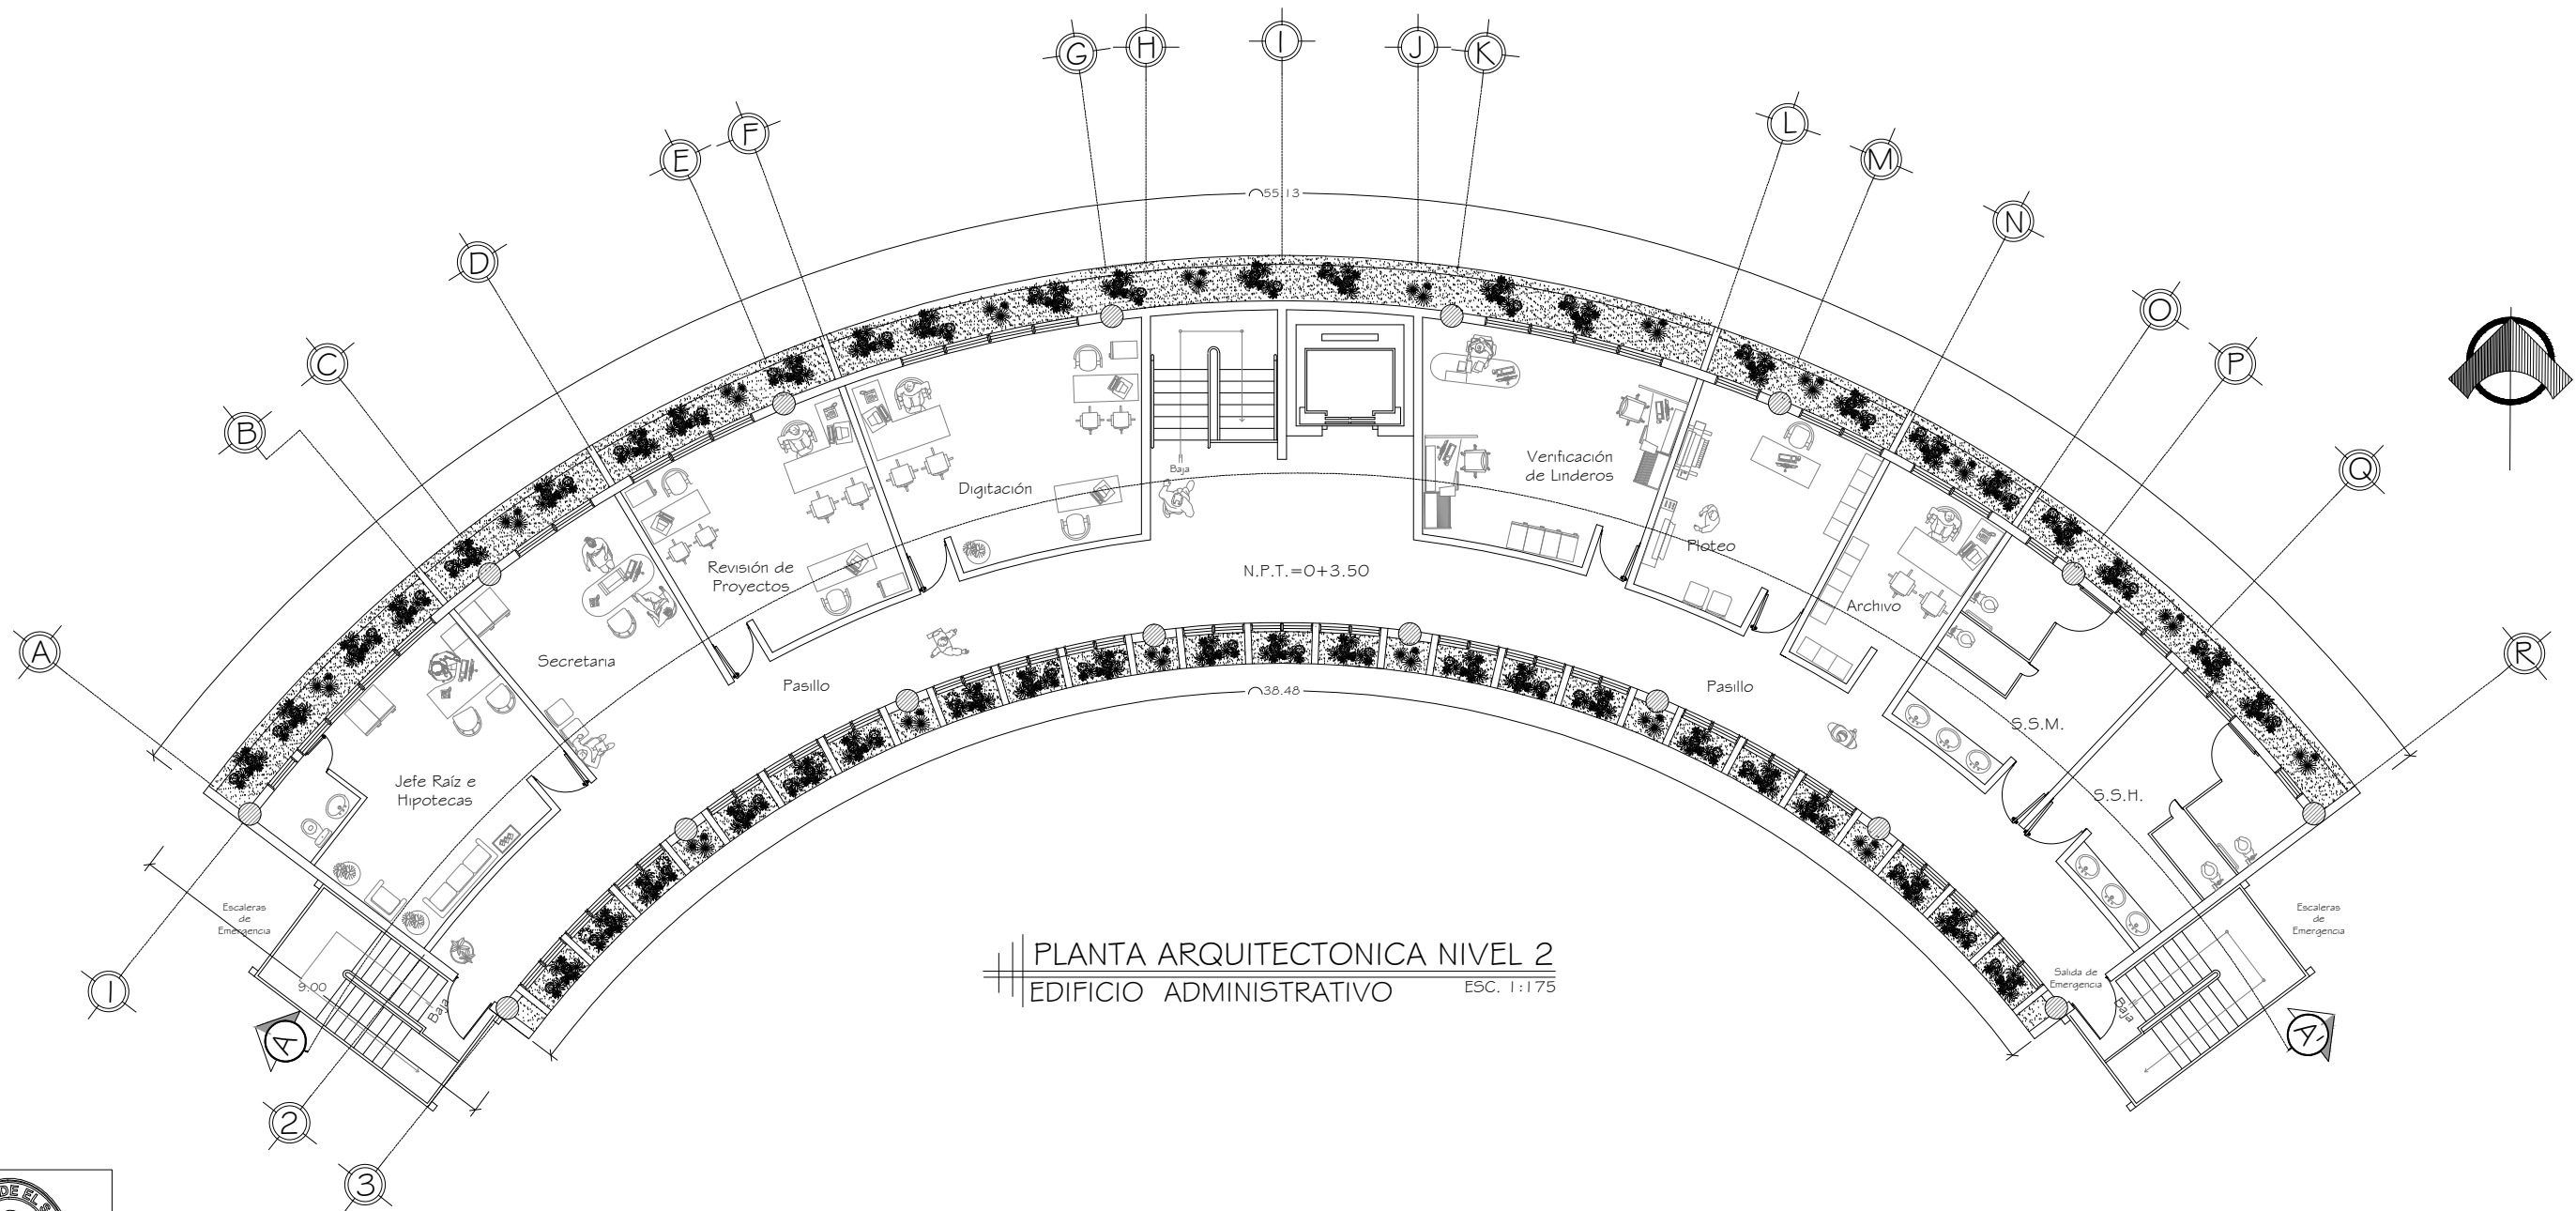 G
H
I
J
K
E
F
L
M
D
N
C
O
B
P
Q
A
R
55.13
Baja
Verificación
de Linderos
Digitación
Ploteo
Revisión de
Proyectos
Archivo
N.P.T.=0+3.50
Secretaria
Pasillo
Pasillo
38.48
S.S.M.
Jefe Raíz e
Hipotecas
S.S.H.
Escaleras
de
Emergencia
Escaleras
de
Emergencia
PLANTA ARQUITECTONICA NIVEL 2
EDIFICIO ADMINISTRATIVO
ESC. 1:175
Salida de
Emergencia
9.00
Baja
Baja
1
A
A'
2
3
DE EL S